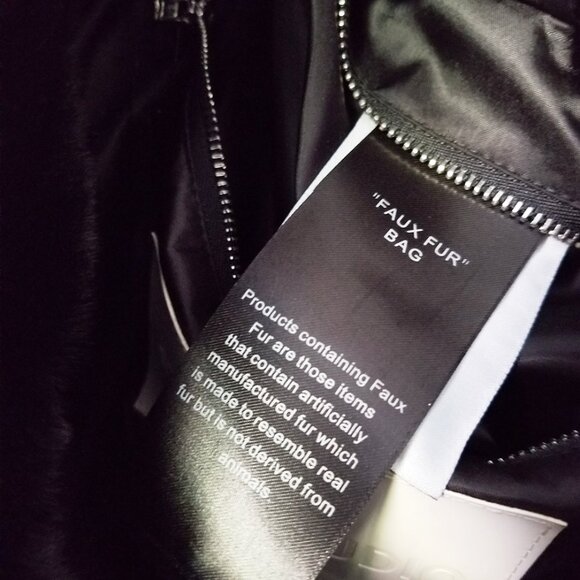 "FAUX FUR"
BAG
Products containing Faux
Fur are those items
that contain artificially
manufactured fur which
is made to resemble real
fur but is not derived from
animals